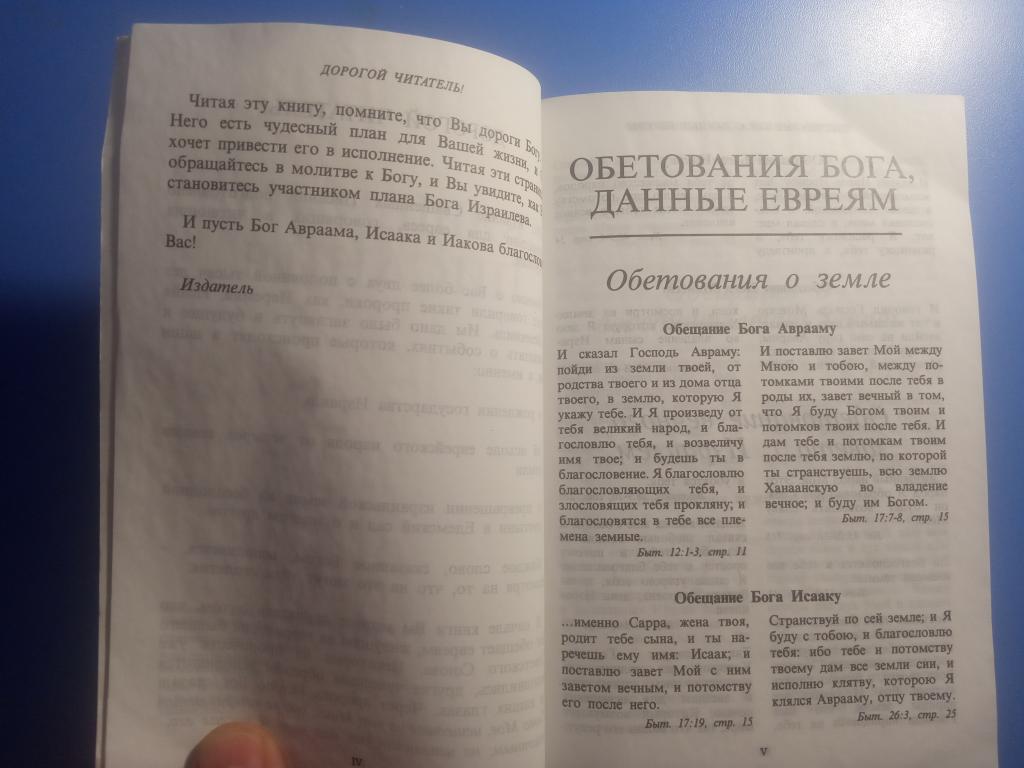 ДОРОГОЙ ЧИТАТЕЛЬ!
Читая эту книгу, помните, что Вы дороги Богу.
Него есть чудесный план для Вашей жизни, и
хочет привести его в исполнение. Читая эти
обращайтесь в молитве к Богу, и Вы увидите, как
становитесь участником плана Бога Израилева.
И пусть Бог Авраама, Исаака и Иакова
Вас!
Издатель
iv
ОБЕТОВАНИЯ БОГА,
ДАННЫЕ ЕВРЕЯМ
Обетования о земле
Обещание Бога Аврааму
И сказал Господь Авраму:
пойди из земли твоей, от
родства твоего и из дома отца
твоего, в землю, которую Я
укажу тебе. И Я произведу от
тебя великий народ, и бла-
гословлю тебя, и возвеличу
имя твое; и будешь ты в
благословение. Я благословлю
благословляющих тебя, и
злословящих тебя прокляну; и
благословятся в тебе все пле-
мена земные.
Быт. 12:1-3, стр. 11
И поставлю завет Мой между
Мною и тобою, между по-
томками твоими после тебя в
роды их, завет вечный в том,
что Я буду Богом твоим и
потомков твоих после тебя. И
дам тебе и потомкам твоим
после тебя землю, по которой
ты странствуешь, всю землю
Ханаанскую во владение
вечное; и буду им Богом.
Быт. 17:7-8, стр. 15
Обещание Бога Исааку
...именно Сарра, жена твоя,
родит тебе сына, и ты на-
речешь ему имя: Исаак; и
поставлю завет Мой с ним
заветом вечным, и потомству
его после него.
Быт. 17:19, стр. 15
Странствуй по сей земле; и Я
буду с тобою, и благословлю
тебя: ибо тебе и потомству
твоему дам все земли сии, и
исполню клятву, которою Я
клялся Аврааму, отцу твоему.
Быт. 26:3, стр. 25
v